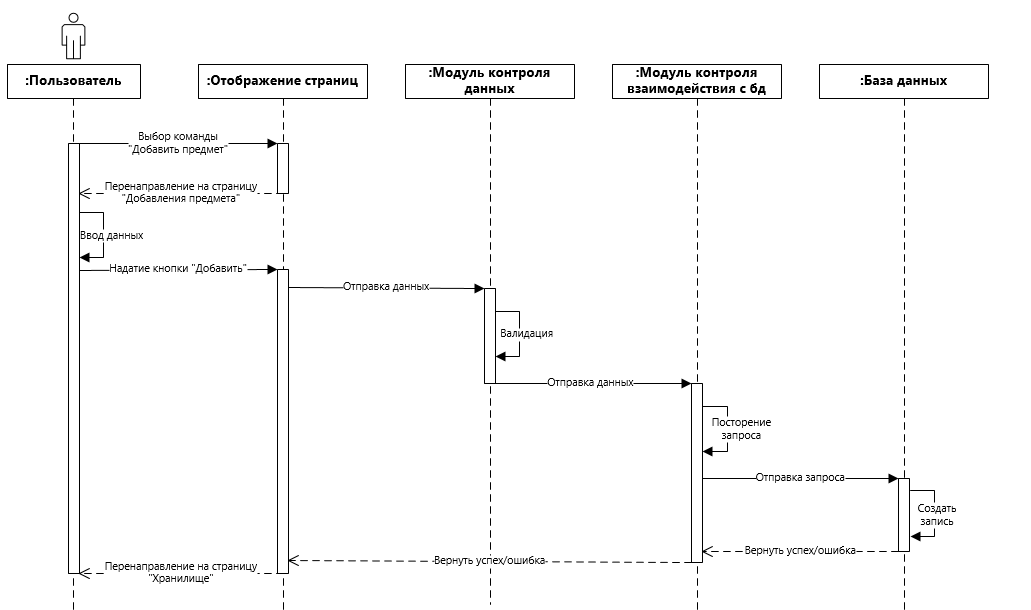 :Пользователь
:Отображение страниц
:Модуль контроля
данных
:Модуль контроля
взаимодействия с бд
:База данных
Выбор команды
"Добавить предмет"
Перенаправление на страницу
"Добавления предмета"
Ввод данных
Надатие кнопки "Добавить"
Отправка данных
Валидация
Отправка данных
Посторение
запроса
Отправка запроса
Создать
запись
Вернуть успех/ошибка
Вернуть успех/ошибка
Перенаправление на страницу
"Хранилище"